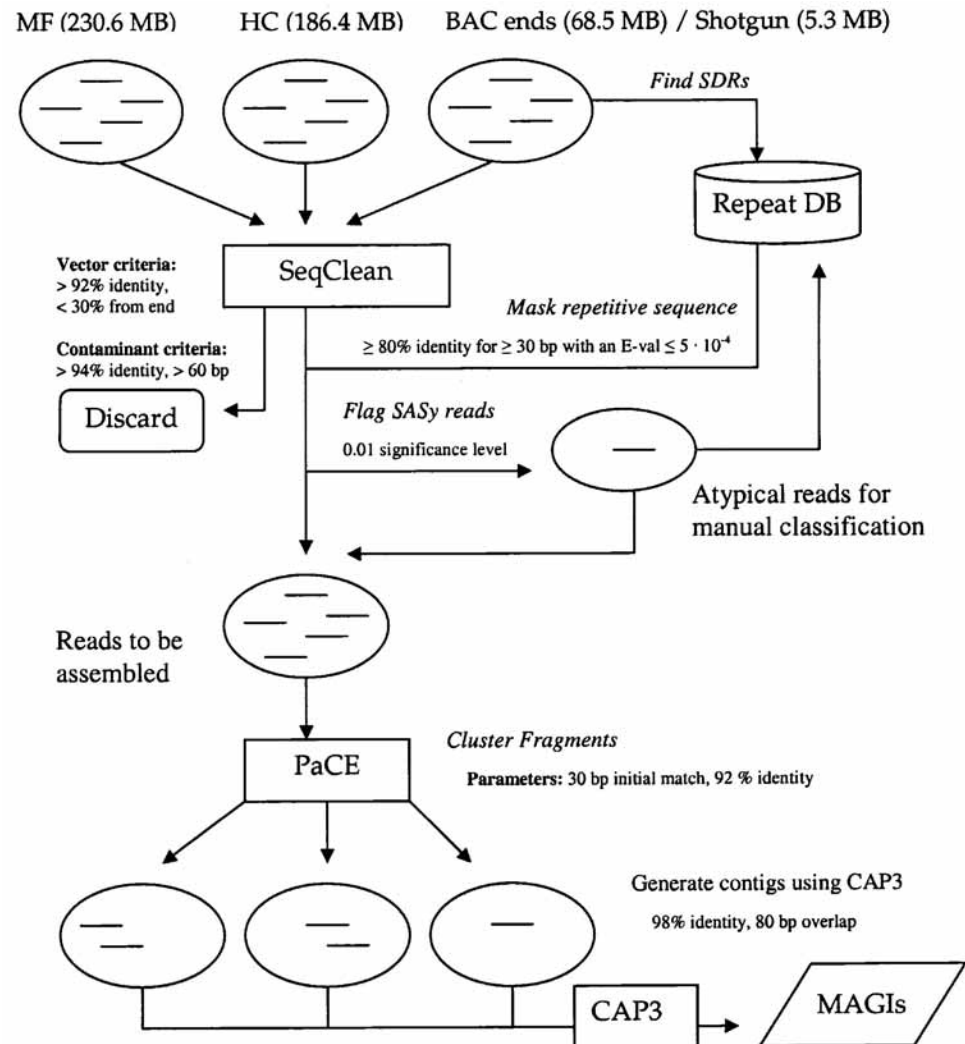 MF (230.6 MB) HC (186.4 MB) BAC ends (68.5 MB) / Shotgun (5.3 MB)
Find SDRs
Repeat DB
SeqClean
Vector criteria:
> 92% identity,
< 30% from end
Mask repetitive sequence
≥ 80% identity for ≥ 30 bp with an E-val ≤ 5 · 10⁻⁴
Contaminant criteria:
> 94% identity, > 60 bp
Discard
Flag SASy reads
0.01 significance level
Atypical reads for
manual classification
Reads to be
assembled
PaCE
Cluster Fragments
Parameters: 30 bp initial match, 92 % identity
Generate contigs using CAP3
98% identity, 80 bp overlap
CAP3
MAGIs